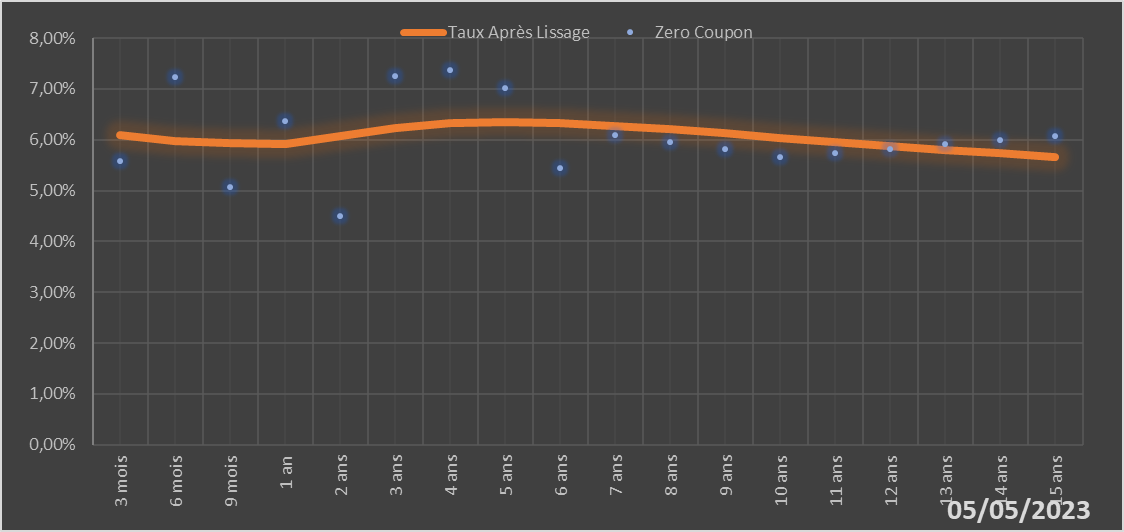 Taux Après Lissage Zero Coupon
8,00%
7,00%
6,00%
5,00%
4,00%
3,00%
2,00%
1,00%
0,00%
3 mois
6 mois
9 mois
1 an
2 ans
3 ans
4 ans
5 ans
6 ans
7 ans
8 ans
9 ans
10 ans
11 ans
12 ans
13 ans
14 ans
15 ans
05/05/2023